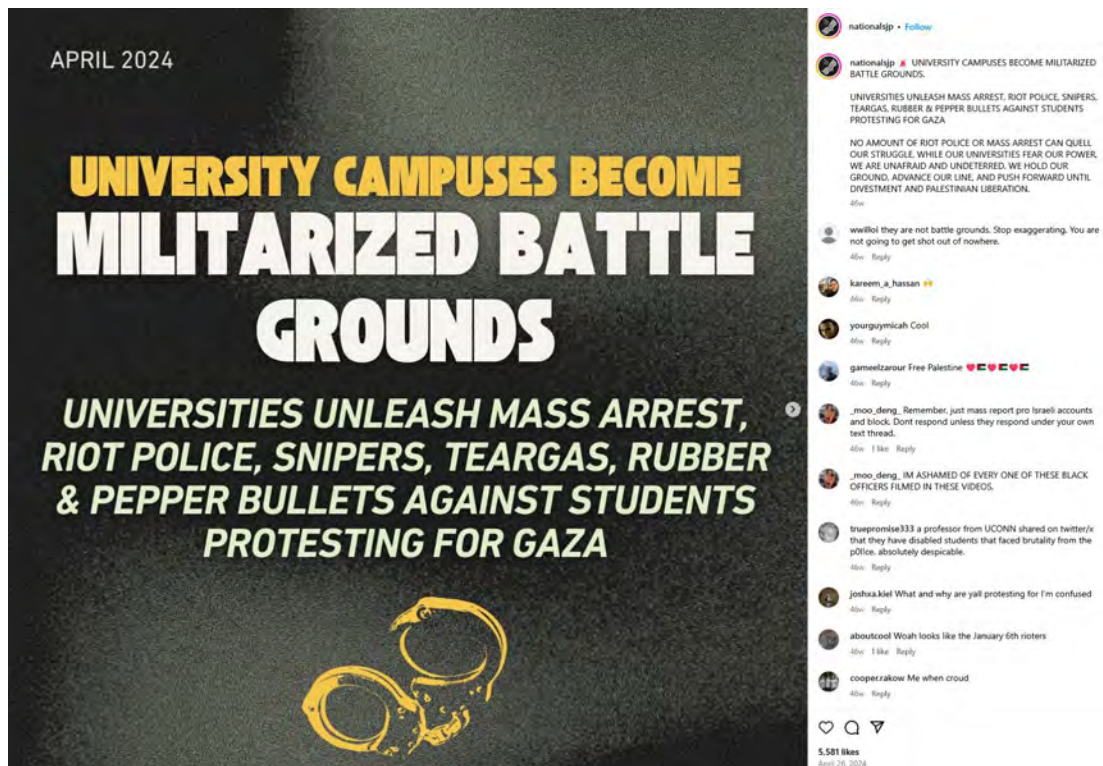 APRIL 2024
UNIVERSITY CAMPUSES BECOME
MILITARIZED BATTLE
GROUNDS
UNIVERSITIES UNLEASH MASS ARREST,
RIOT POLICE, SNIPERS, TEARGAS, RUBBER
& PEPPER BULLETS AGAINST STUDENTS
PROTESTING FOR GAZA
nationalsjp • Follow
nationalsjp 🚨 UNIVERSITY CAMPUSES BECOME MILITARIZED
BATTLE GROUNDS.
UNIVERSITIES UNLEASH MASS ARREST, RIOT POLICE, SNIPERS,
TEARGAS, RUBBER & PEPPER BULLETS AGAINST STUDENTS
PROTESTING FOR GAZA
NO AMOUNT OF RIOT POLICE OR MASS ARREST CAN QUELL
OUR STRUGGLE. WHILE OUR UNIVERSITIES FEAR OUR POWER,
WE ARE UNAFRAID AND UNDETERRED. WE HOLD OUR
GROUND, ADVANCE OUR LINE, AND PUSH FORWARD UNTIL
DIVESTMENT AND PALESTINIAN LIBERATION.
46w
wwilloi they are not battle grounds. Stop exaggerating. You are
not going to get shot out of nowhere.
46w Reply
kareem_a_hassan 🙌
46w Reply
yourguymicah Cool
46w Reply
gameelzarour Free Palestine ❤️🇵🇸❤️🇵🇸❤️🇵🇸
46w Reply
_moo_deng_ Remember, just mass report pro Israeli accounts
and block. Dont respond unless they respond under your own
text thread.
46w 1 like Reply
_moo_deng_ IM ASHAMED OF EVERY ONE OF THESE BLACK
OFFICERS FILMED IN THESE VIDEOS.
46w Reply
truepromise333 a professor from UCONN shared on twitter/x
that they have disabled students that faced brutality from the
p0lice. absolutely despicable.
46w Reply
joshxa.kiel What and why are yall protesting for I'm confused
46w Reply
aboutcool Woah looks like the January 6th rioters
46w 1 like Reply
cooper.rakow Me when croud
46w Reply
5,581 likes
April 26, 2024